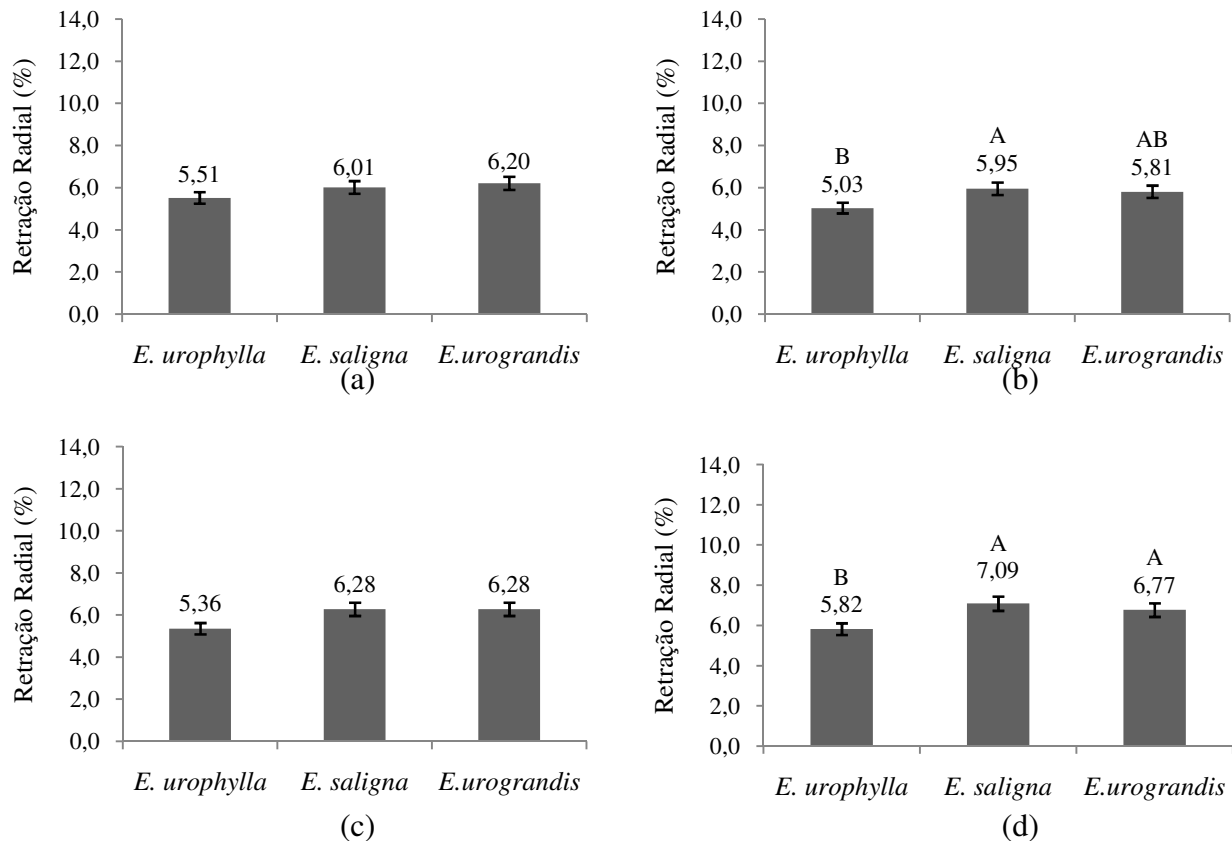 Retração Radial (%)
14,0
12,0
10,0
8,0
6,0
4,0
2,0
0,0
5,51
6,01
6,20
E. urophylla
E. saligna
E.urograndis
(a)
Retração Radial (%)
14,0
12,0
10,0
8,0
6,0
4,0
2,0
0,0
B
5,03
A
5,95
AB
5,81
E. urophylla
E. saligna
E.urograndis
(b)
Retração Radial (%)
14,0
12,0
10,0
8,0
6,0
4,0
2,0
0,0
5,36
6,28
6,28
E. urophylla
E. saligna
E.urograndis
(c)
Retração Radial (%)
14,0
12,0
10,0
8,0
6,0
4,0
2,0
0,0
B
5,82
A
7,09
A
6,77
E. urophylla
E. saligna
E.urograndis
(d)